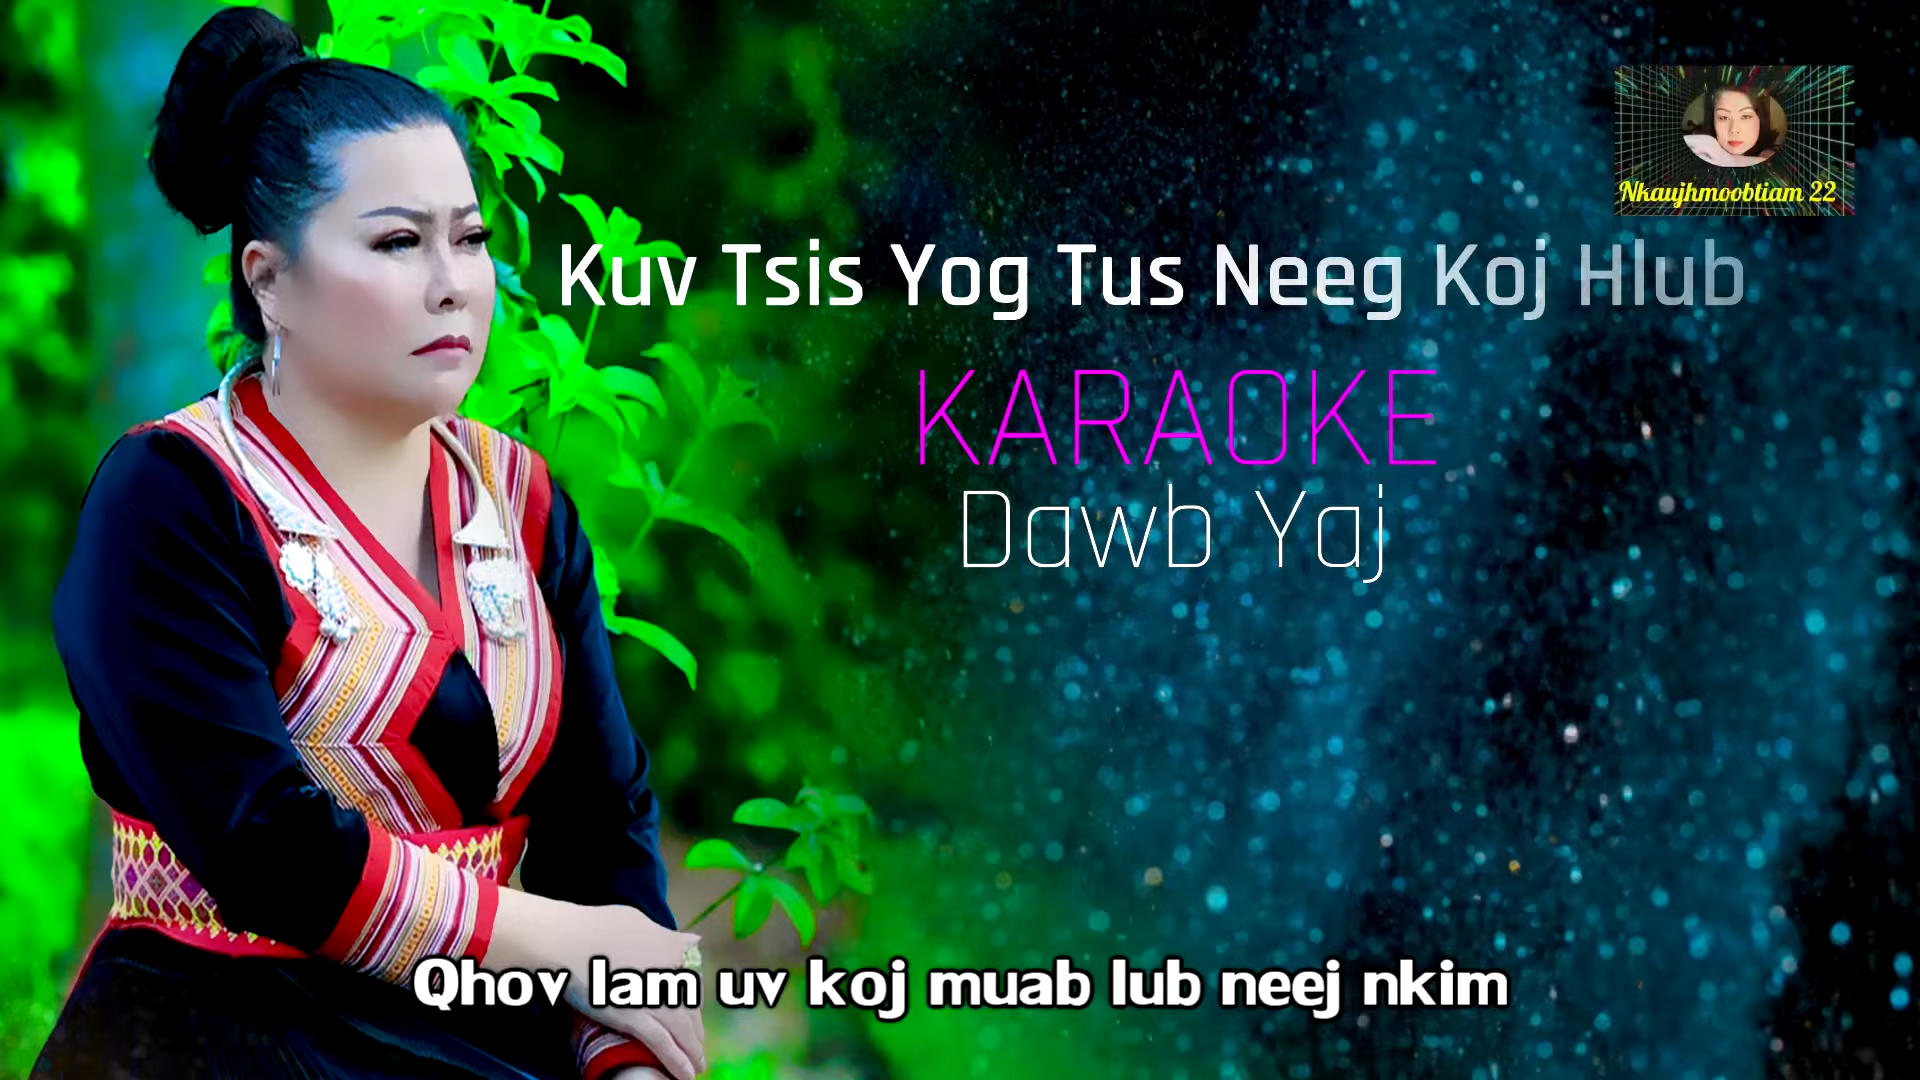 Nkaujhmoobtiam 22
Kuv Tsis Yog Tus Neeg Koj Hlub
KARAOKE
Dawb Yaj
Qhov lam uv koj muab lub neej nkim